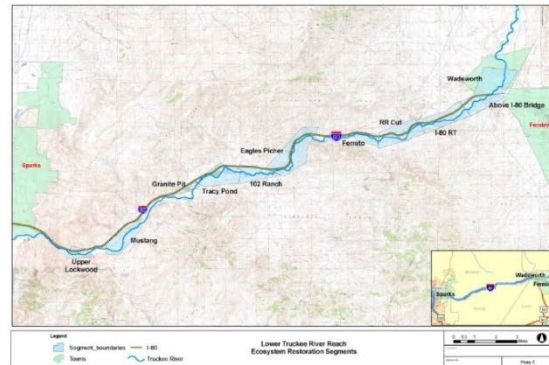 Wadsworth
Above I-80 Bridge
RR Cut
Fernley
I-80 RT
Eagles Picher
Ferreto
Sparks
Granite Pit
102 Ranch
Tracy Pond
Mustang
Upper
Lockwood
Wadsworth
Sparks
Legend
Segment_boundaries
I-80
Towns
Truckee River
Lower Truckee River Reach
Ecosystem Restoration Segments